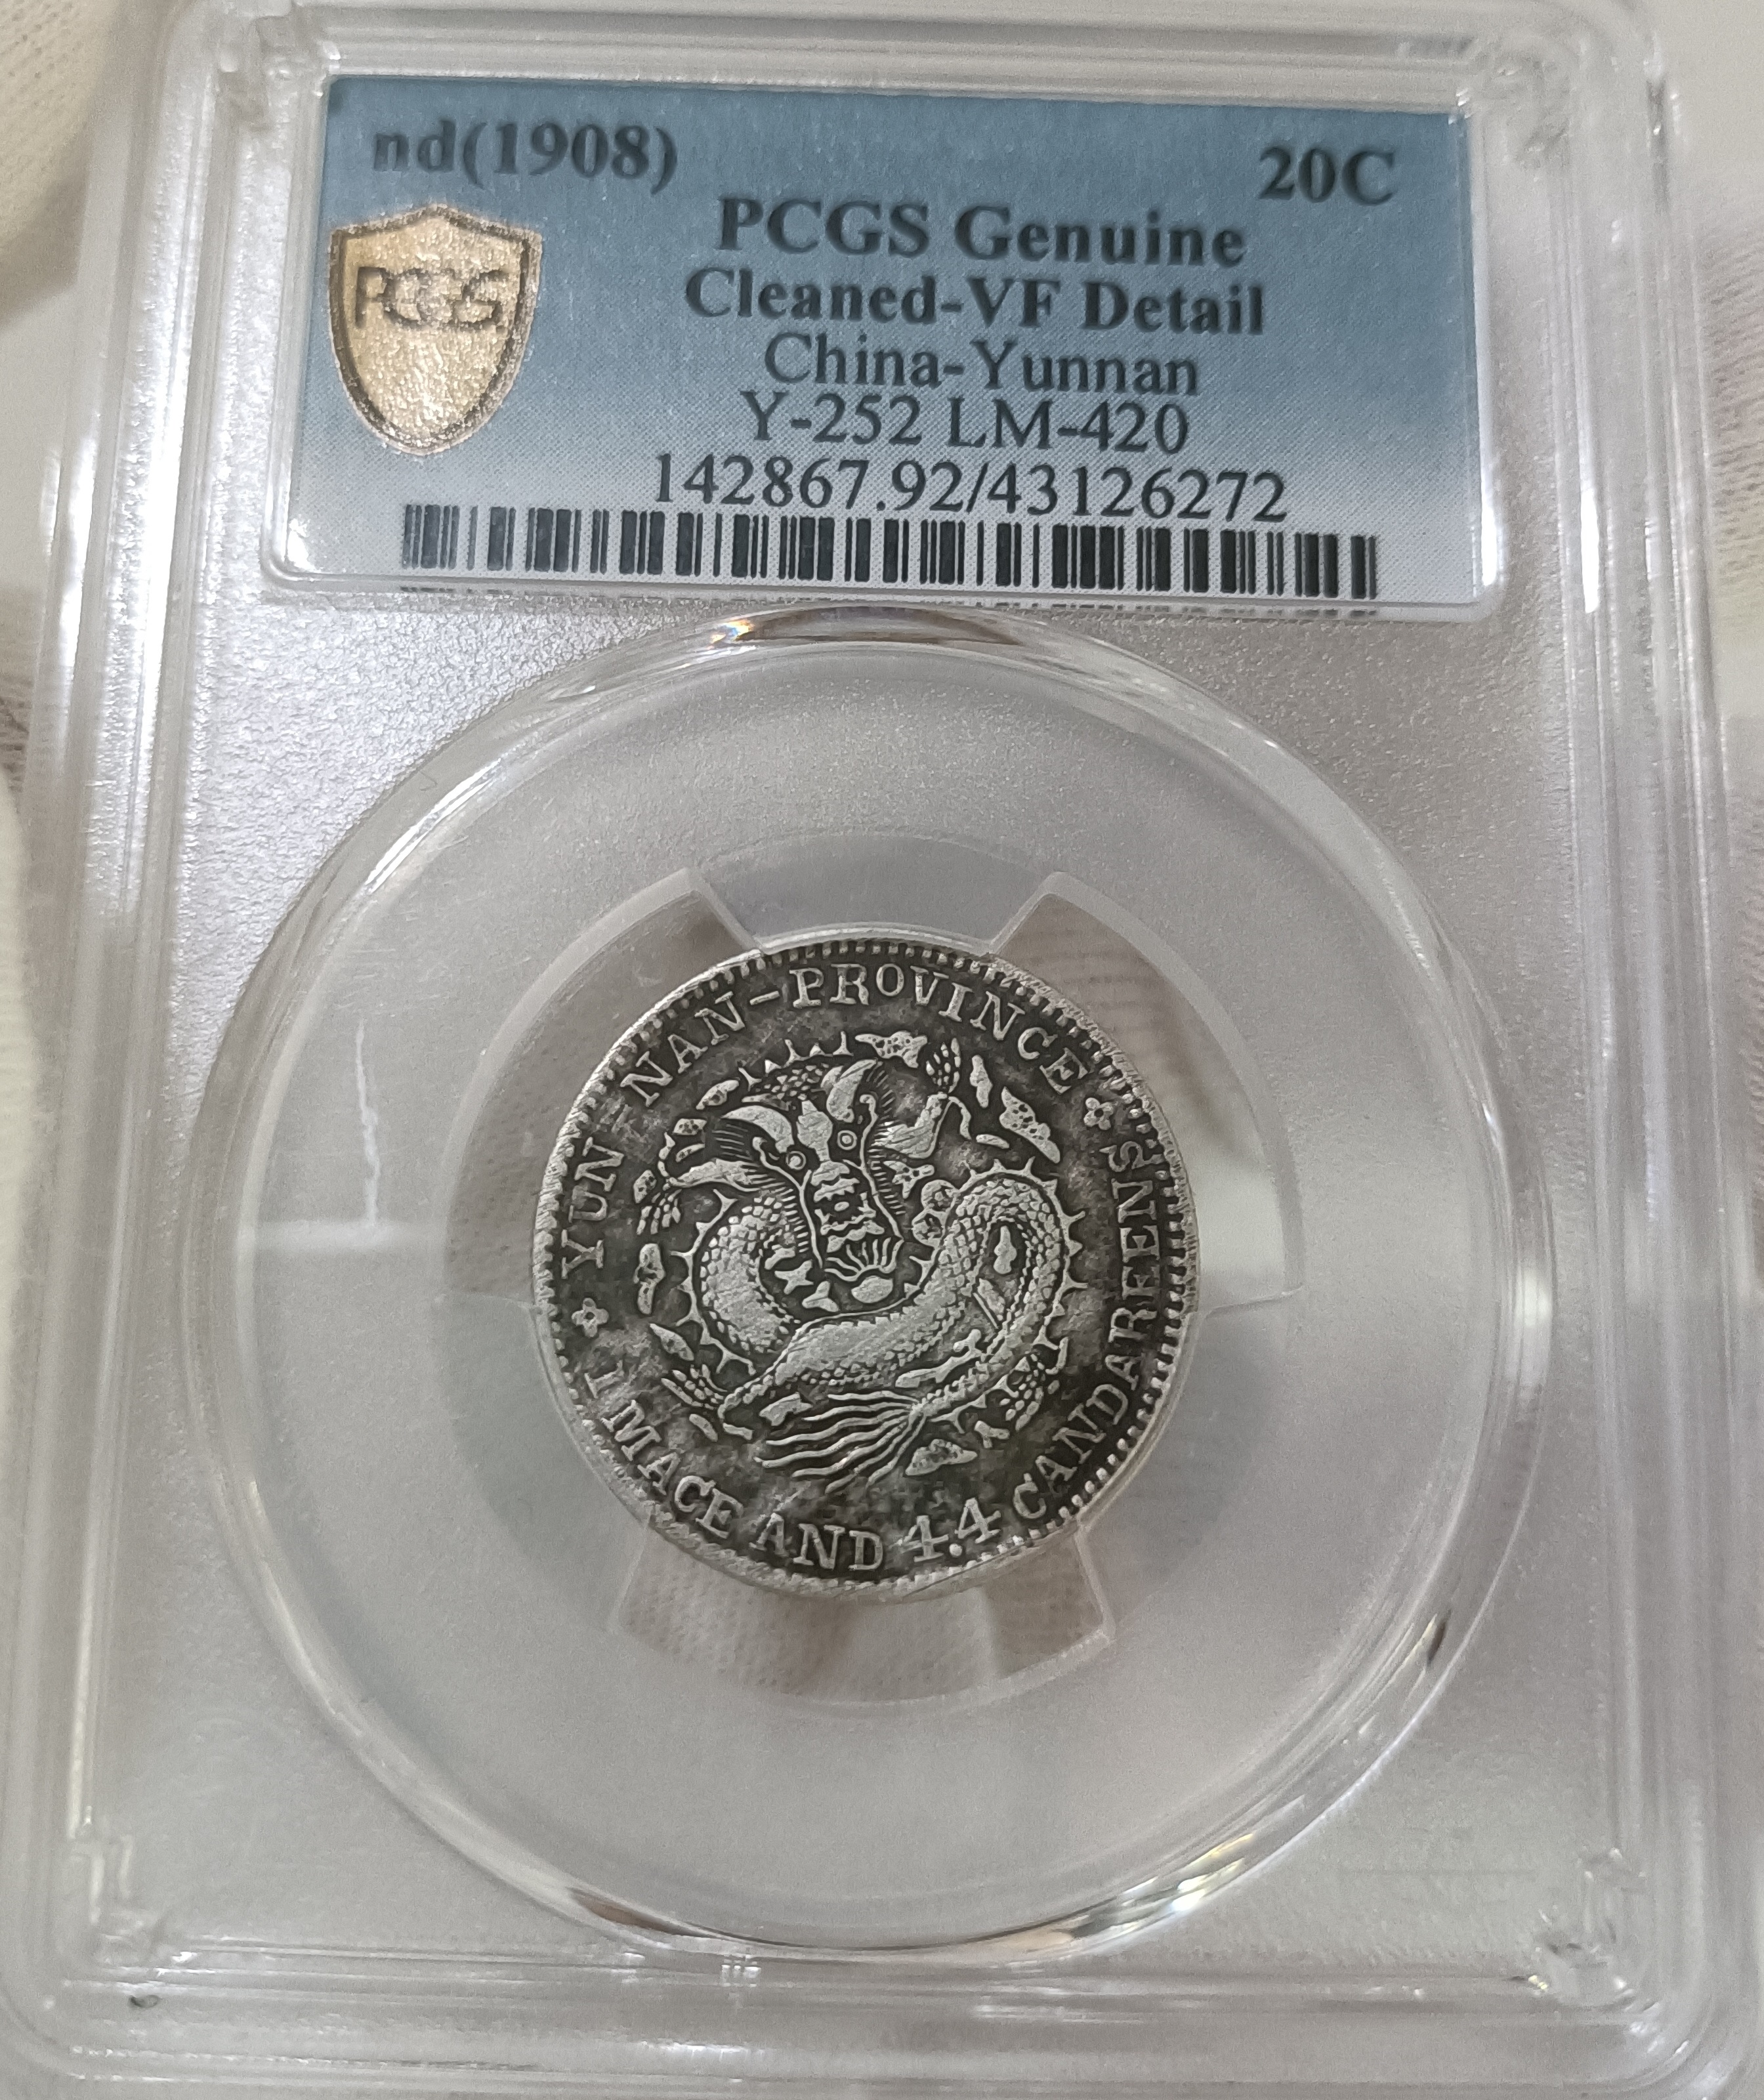 nd(1908) 20C
PCGS Genuine
Cleaned-VF Detail
China-Yunnan
Y-252 LM-420
142867.92/43126272
PCGS
YUN-NAN-PROVINCE
1 MACE AND 4.4 CANDAREENS